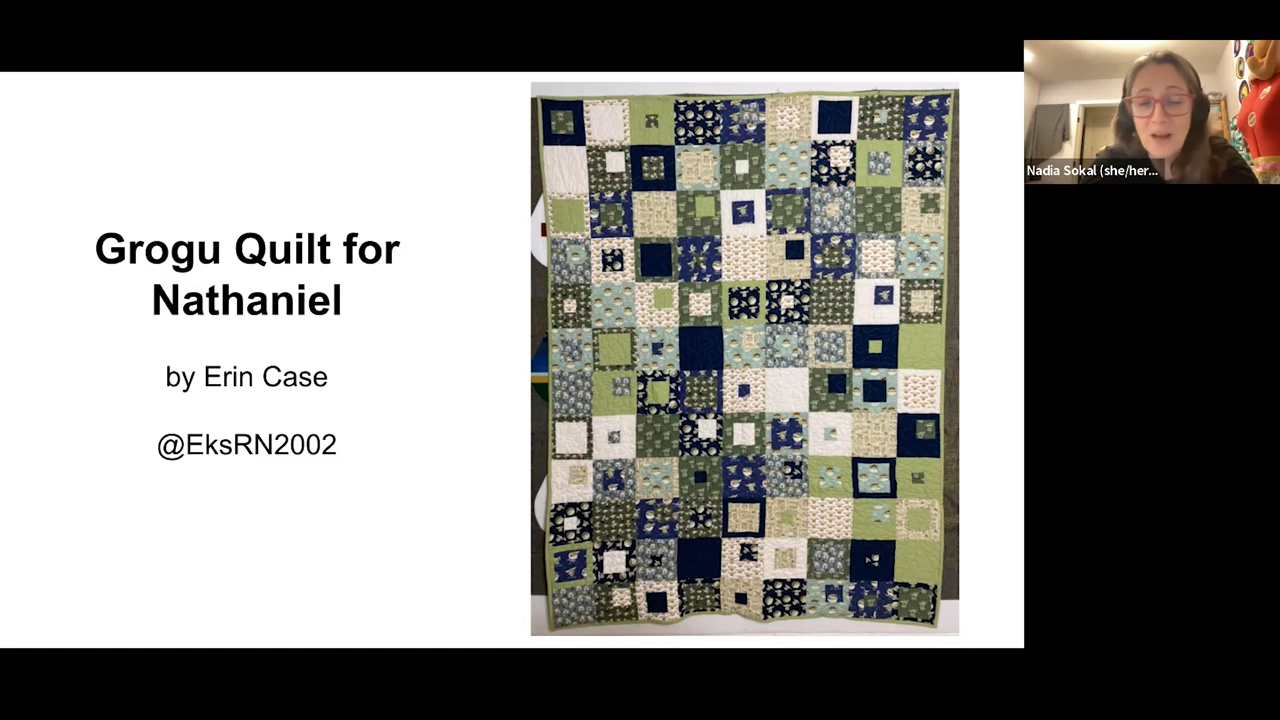 Grogu Quilt for
Nathaniel
by Erin Case
@EksRN2002
Nadia Sokal (she/her...